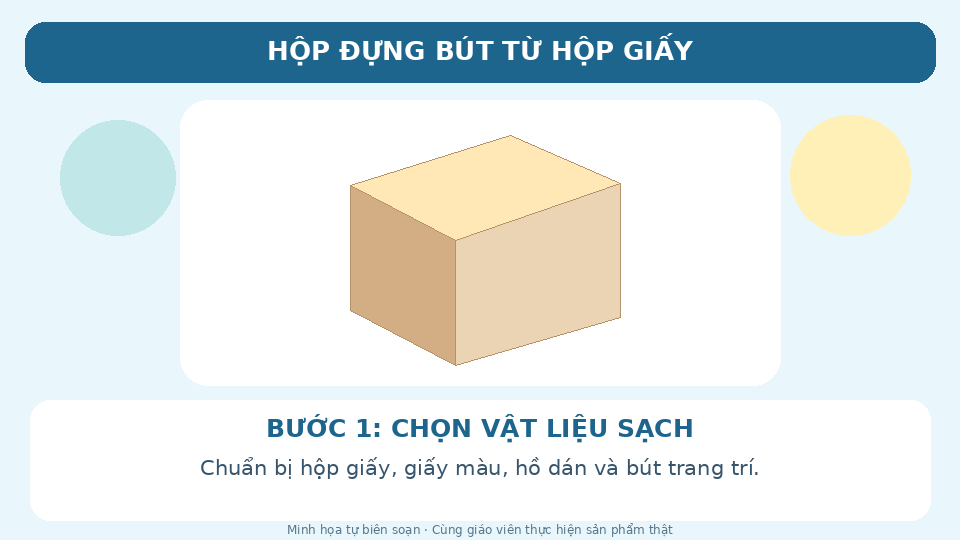 HỘP ĐỰNG BÚT TỪ HỘP GIẤY
BƯỚC 1: CHỌN VẬT LIỆU SẠCH
Chuẩn bị hộp giấy, giấy màu, hồ dán và bút trang trí.
Minh họa tự biên soạn · Cùng giáo viên thực hiện sản phẩm thật